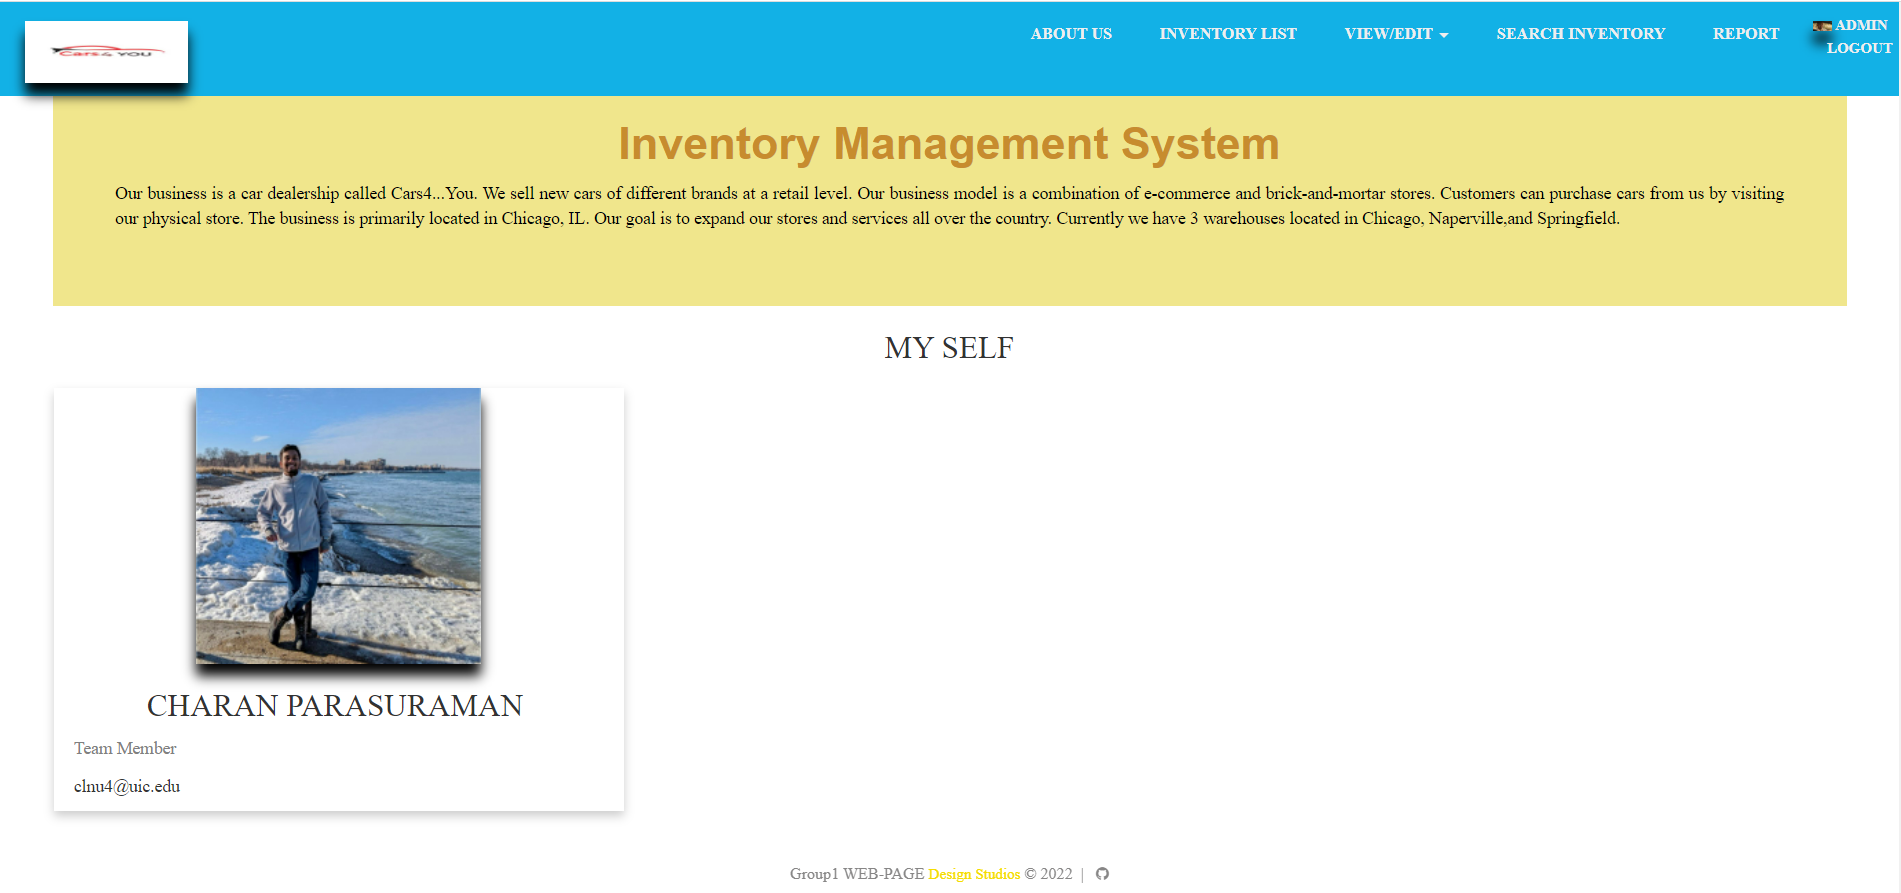 Cars4 YOU
ABOUT US
INVENTORY LIST
VIEW/EDIT
SEARCH INVENTORY
REPORT
ADMIN
LOGOUT
Inventory Management System
Our business is a car dealership called Cars4...You. We sell new cars of different brands at a retail level. Our business model is a combination of e-commerce and brick-and-mortar stores. Customers can purchase cars from us by visiting
our physical store. The business is primarily located in Chicago, IL. Our goal is to expand our stores and services all over the country. Currently we have 3 warehouses located in Chicago, Naperville,and Springfield.
MY SELF
CHARAN PARASURAMAN
Team Member
clnu4@uic.edu
Group1 WEB-PAGE Design Studios © 2022 |